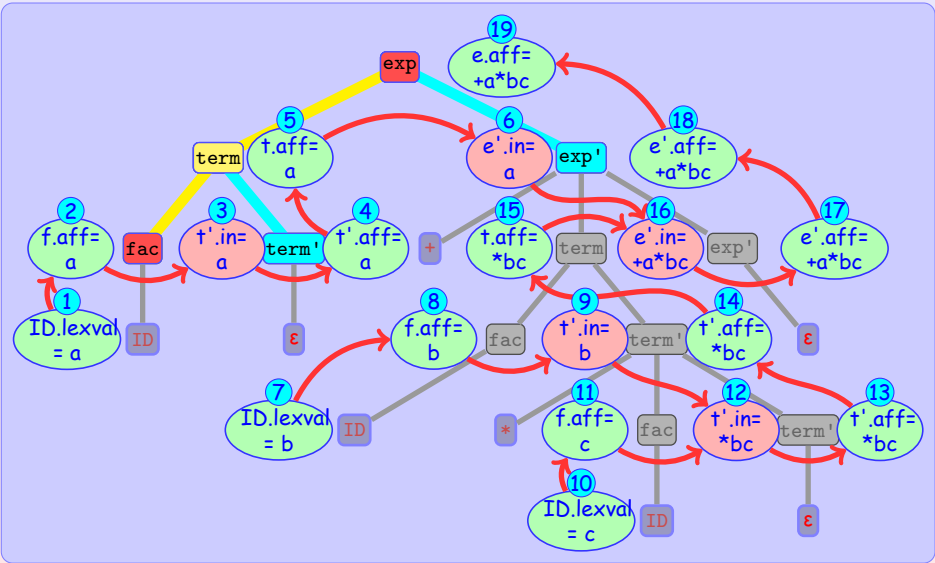 19
e.aff=
+a*bc
exp
5
t.aff=
a
6
e'.in=
a
18
e'.aff=
+a*bc
term
exp'
2
f.aff=
a
3
t'.in=
a
4
t'.aff=
a
15
t.aff=
*bc
16
e'.in=
+a*bc
17
e'.aff=
+a*bc
fac
term'
+
term
exp'
1
ID.lexval
= a
ID
ε
8
f.aff=
b
fac
9
t'.in=
b
term'
14
t'.aff=
*bc
ε
7
ID.lexval
= b
ID
*
11
f.aff=
c
fac
12
t'.in=
*bc
term'
13
t'.aff=
*bc
10
ID.lexval
= c
ID
ε